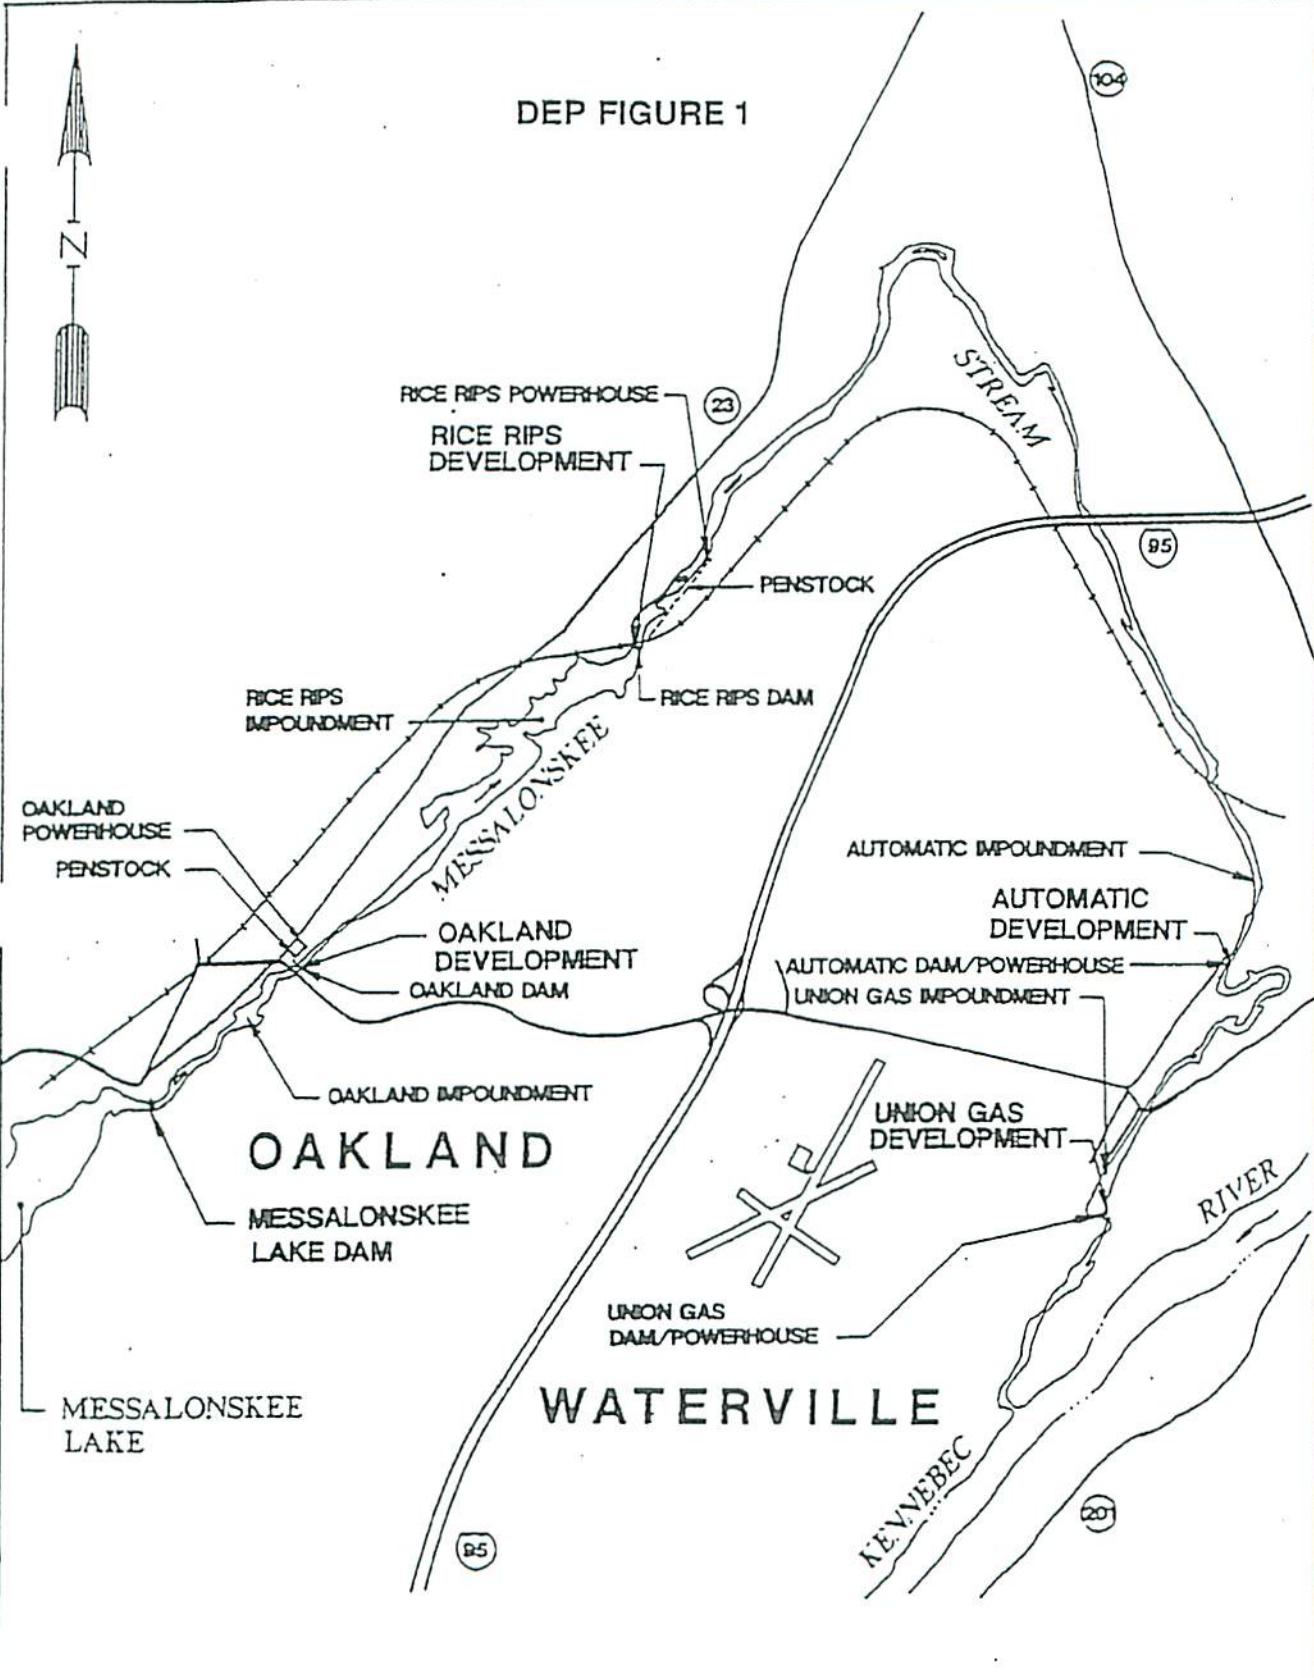 DEP FIGURE 1
104
N
STREAM
RICE RIPS POWERHOUSE
23
RICE RIPS
DEVELOPMENT
95
PENSTOCK
RICE RIPS
IMPOUNDMENT
RICE RIPS DAM
MESSALONSKEE
OAKLAND
POWERHOUSE
PENSTOCK
AUTOMATIC IMPOUNDMENT
AUTOMATIC
DEVELOPMENT
OAKLAND
DEVELOPMENT
OAKLAND DAM
AUTOMATIC DAM/POWERHOUSE
UNION GAS IMPOUNDMENT
OAKLAND IMPOUNDMENT
UNION GAS
DEVELOPMENT
OAKLAND
RIVER
MESSALONSKEE
LAKE DAM
UNION GAS
DAM/POWERHOUSE
MESSALONSKEE
LAKE
WATERVILLE
KENNEBEC
201
95